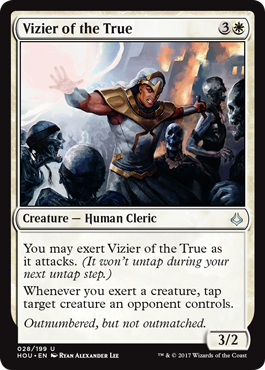 Vizier of the True 3
Creature — Human Cleric
You may exert Vizier of the True as
it attacks. (It won't untap during your
next untap step.)
Whenever you exert a creature, tap
target creature an opponent controls.
Outnumbered, but not outmatched.
3/2
028/199 U
HOU • EN Ryan Alexander Lee
™ & © 2017 Wizards of the Coast